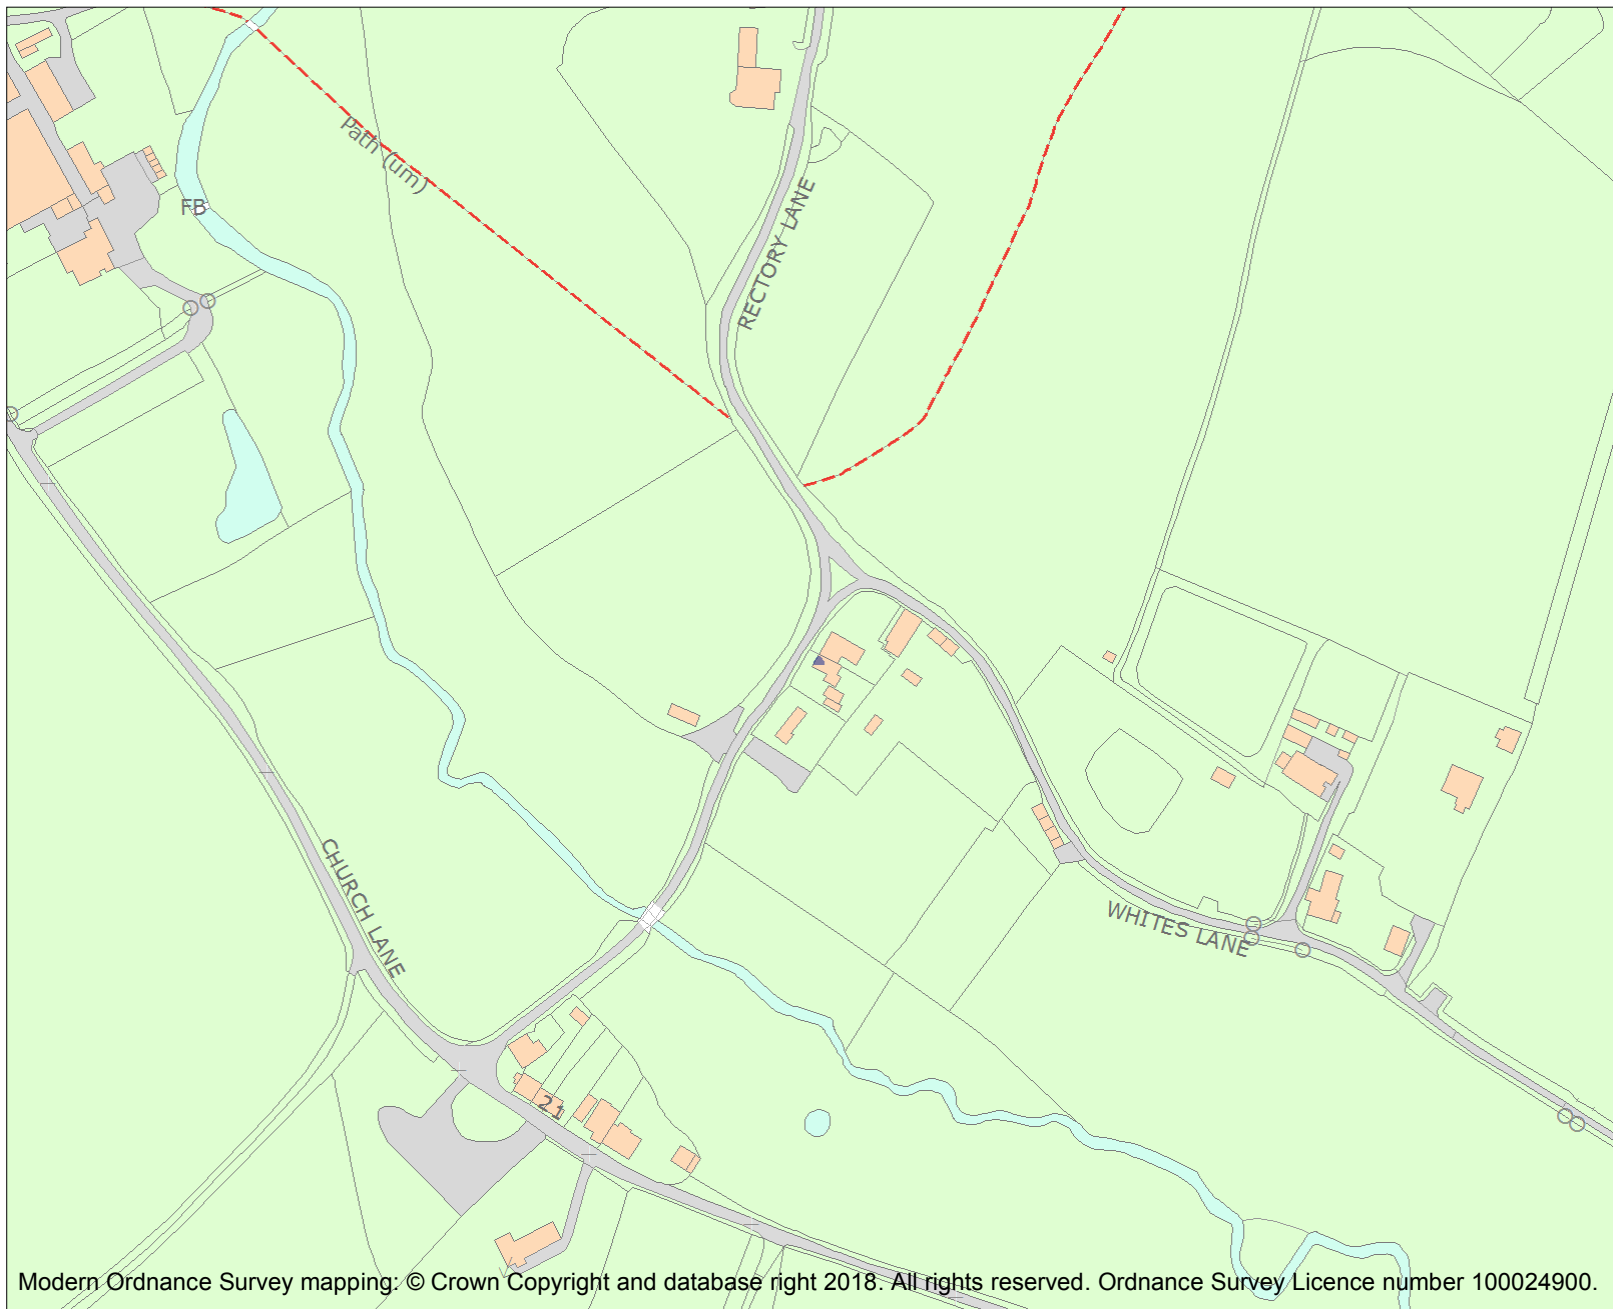 Path (um)
FB
RECTORY LANE
CHURCH LANE
WHITES LANE
21
Modern Ordnance Survey mapping: © Crown Copyright and database right 2018. All rights reserved. Ordnance Survey Licence number 100024900.